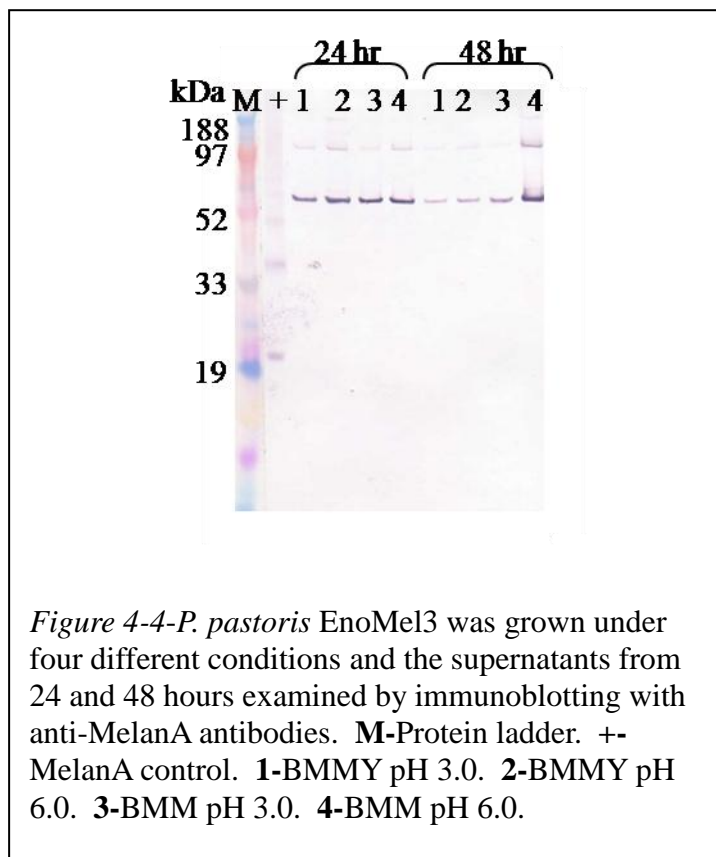 24 hr 48 hr
kDa M + 1 2 3 4 1 2 3 4
188
97
52
33
19
Figure 4-4-P. pastoris EnoMel3 was grown under
four different conditions and the supernatants from
24 and 48 hours examined by immunoblotting with
anti-MelanA antibodies. M-Protein ladder. +-
MelanA control. 1-BMMY pH 3.0. 2-BMMY pH
6.0. 3-BMM pH 3.0. 4-BMM pH 6.0.